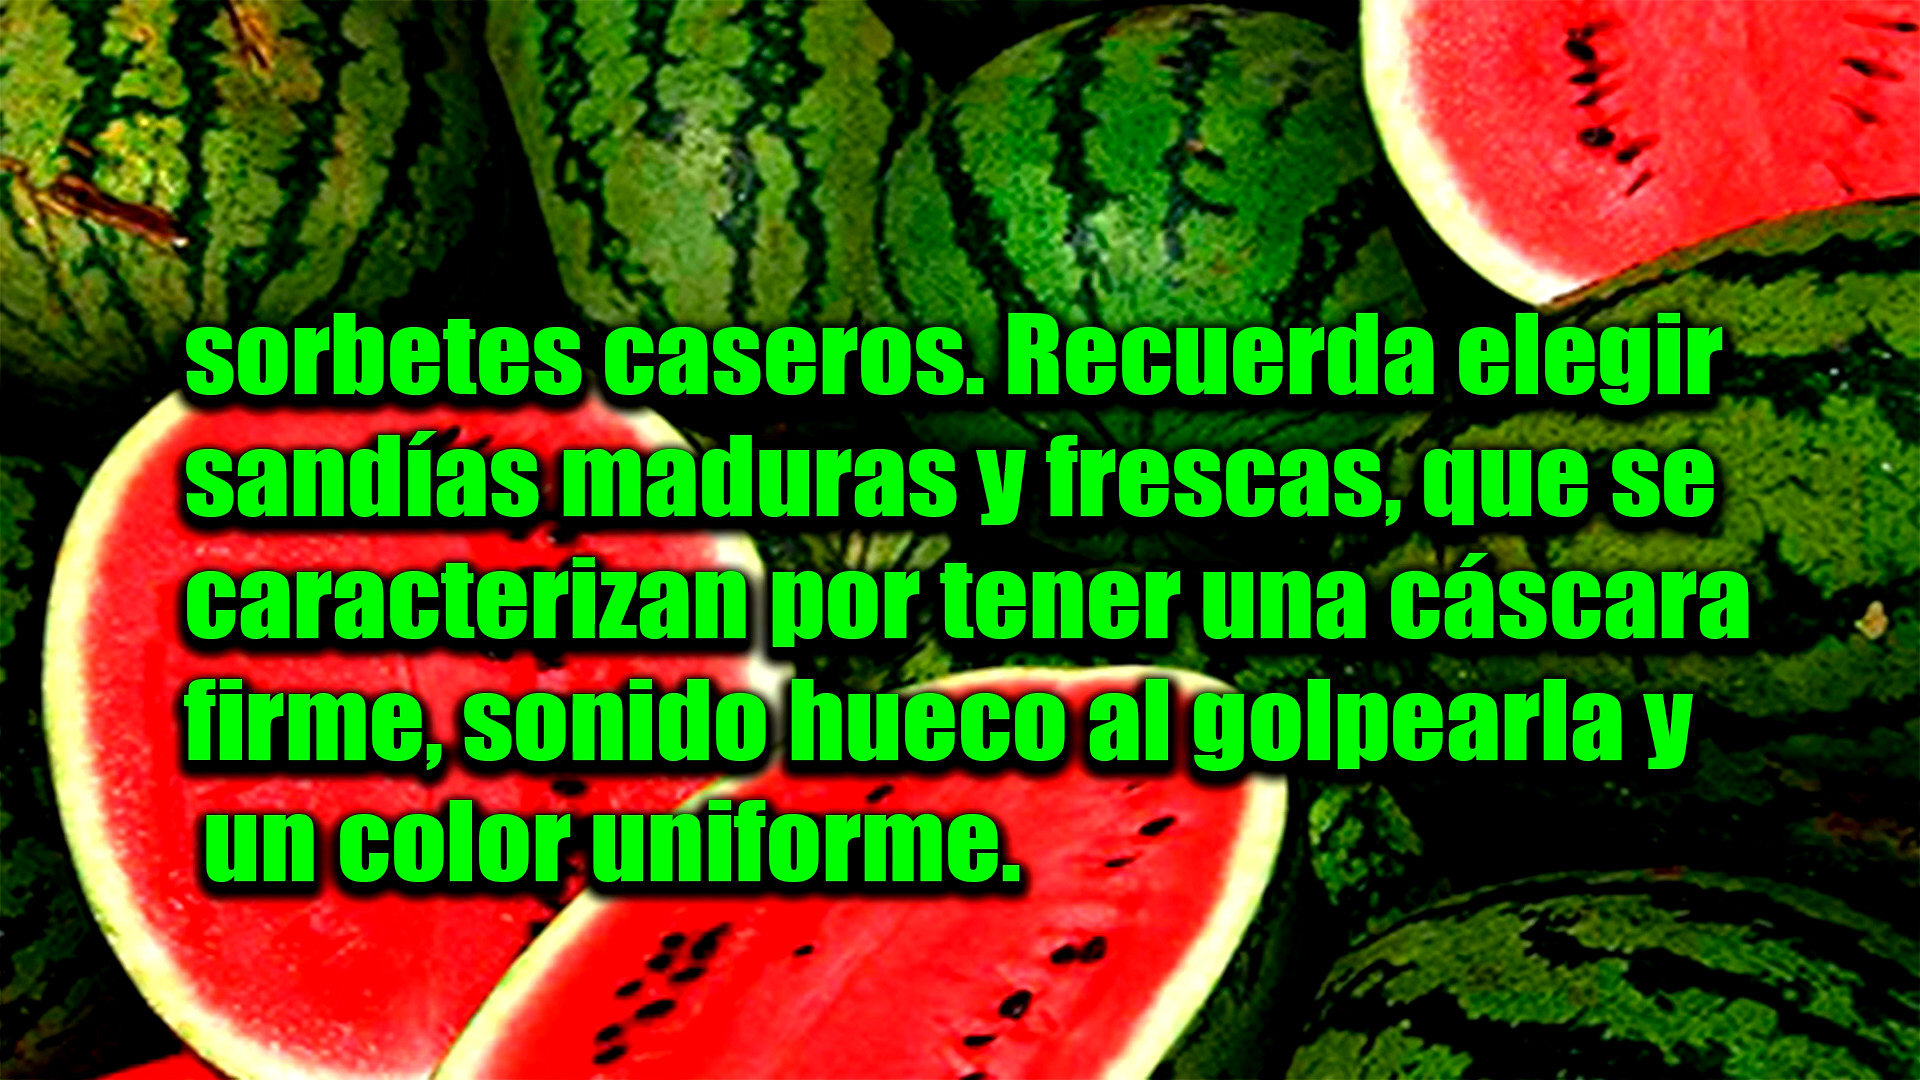 sorbetes caseros. Recuerda elegir
sandías maduras y frescas, que se
caracterizan por tener una cáscara
firme, sonido hueco al golpearla y
un color uniforme.